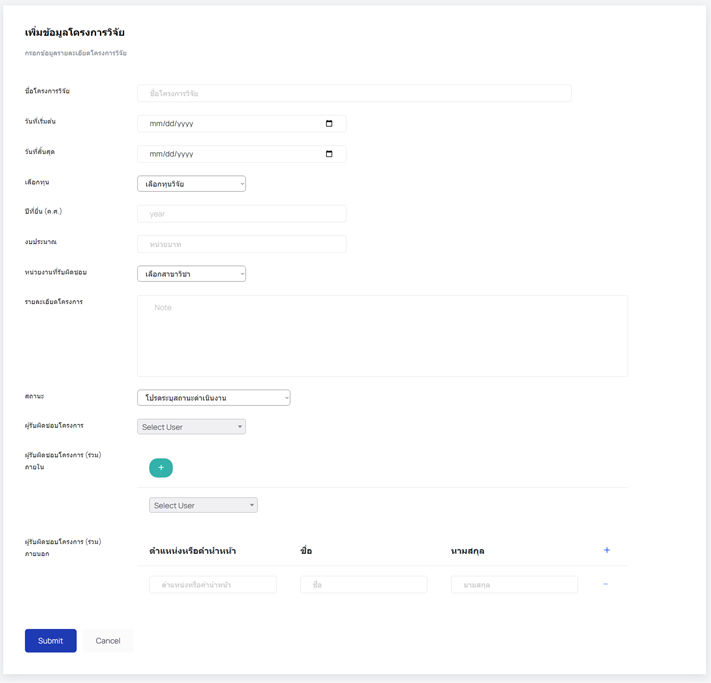 เพิ่มข้อมูลโครงการวิจัย
กรอกข้อมูลรายละเอียดโครงการวิจัย
ชื่อโครงการวิจัย
ชื่อโครงการวิจัย
วันที่เริ่มต้น
mm/dd/yyyy
วันที่สิ้นสุด
mm/dd/yyyy
เลือกทุน
เลือกทุนวิจัย
ปีที่ยื่น (ค.ศ.)
year
งบประมาณ
หน่วยบาท
หน่วยงานที่รับผิดชอบ
เลือกสาขาวิชา
รายละเอียดโครงการ
Note
สถานะ
โปรดระบุสถานะดำเนินงาน
ผู้รับผิดชอบโครงการ
Select User
ผู้รับผิดชอบโครงการ (ร่วม)
ภายใน
+
Select User
ผู้รับผิดชอบโครงการ (ร่วม)
ภายนอก
ตำแหน่งหรือคำนำหน้า ชื่อ นามสกุล +
ตำแหน่งหรือคำนำหน้า ชื่อ นามสกุล -
Submit Cancel